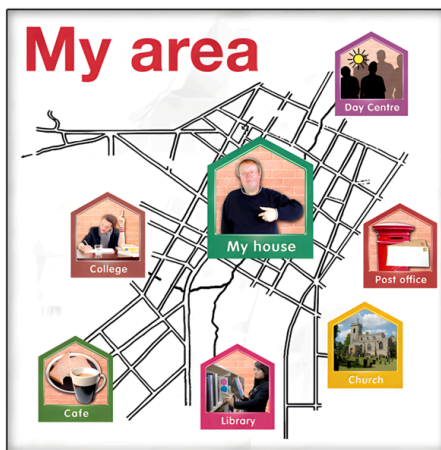 My area
Day Centre
My house
College
Post office
Church
Cafe
Library